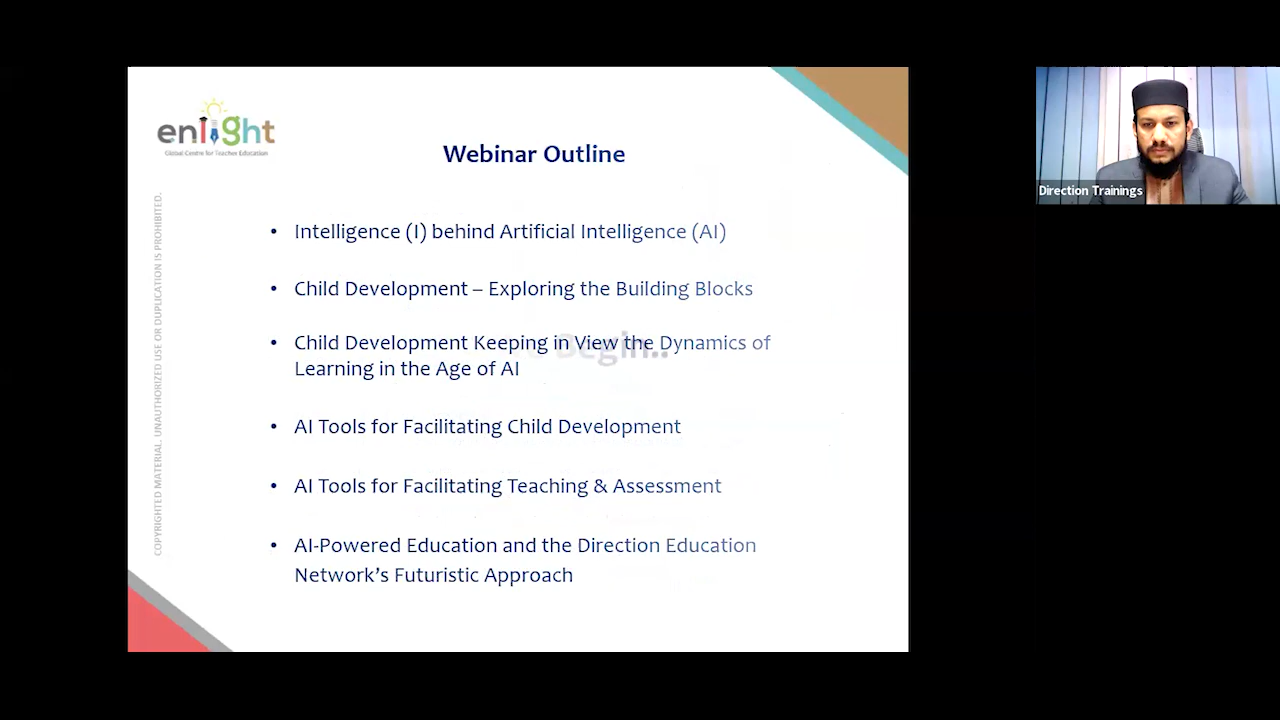 enlight
Global Centre for Teacher Education
Webinar Outline
• Intelligence (I) behind Artificial Intelligence (AI)
• Child Development – Exploring the Building Blocks
• Child Development Keeping in View the Dynamics of
Learning in the Age of AI
• AI Tools for Facilitating Child Development
• AI Tools for Facilitating Teaching & Assessment
• AI-Powered Education and the Direction Education
Network's Futuristic Approach
Begin..
COPYRIGHTED MATERIAL. UNAUTHORIZED USE OR DUPLICATION IS PROHIBITED.
Direction Trainings